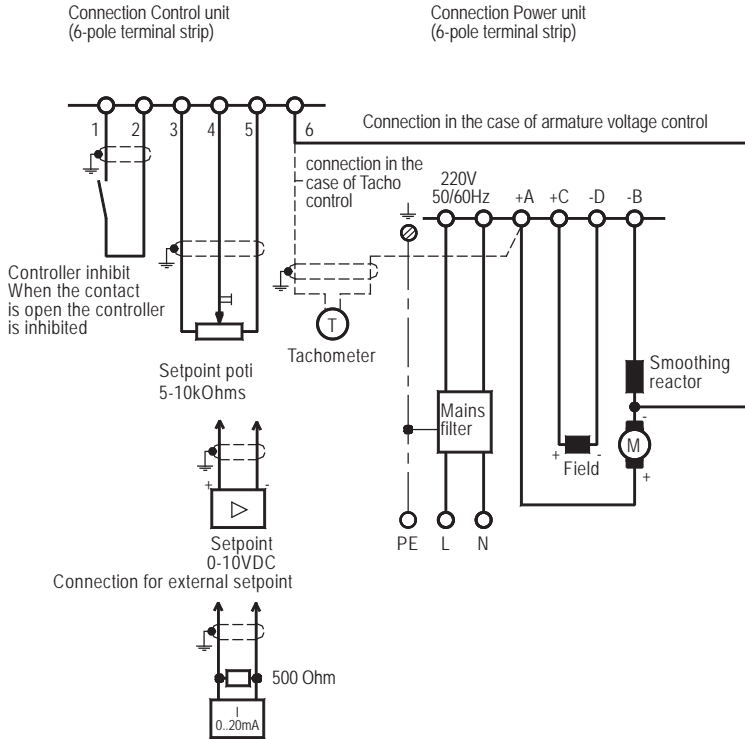 Connection Control unit
(6-pole terminal strip)
Connection Power unit
(6-pole terminal strip)
1 2 3 4 5 6
Connection in the case of armature voltage control
connection in the
case of Tacho
control
220V
50/60Hz
+A +C -D -B
Controller inhibit
When the contact
is open the controller
is inhibited
T
Tachometer
Setpoint poti
5-10kOhms
Mains
filter
Smoothing
reactor
-
M
+
+ -
Field
+ -
Setpoint
0-10VDC
PE L N
Connection for external setpoint
500 Ohm
I
0..20mA